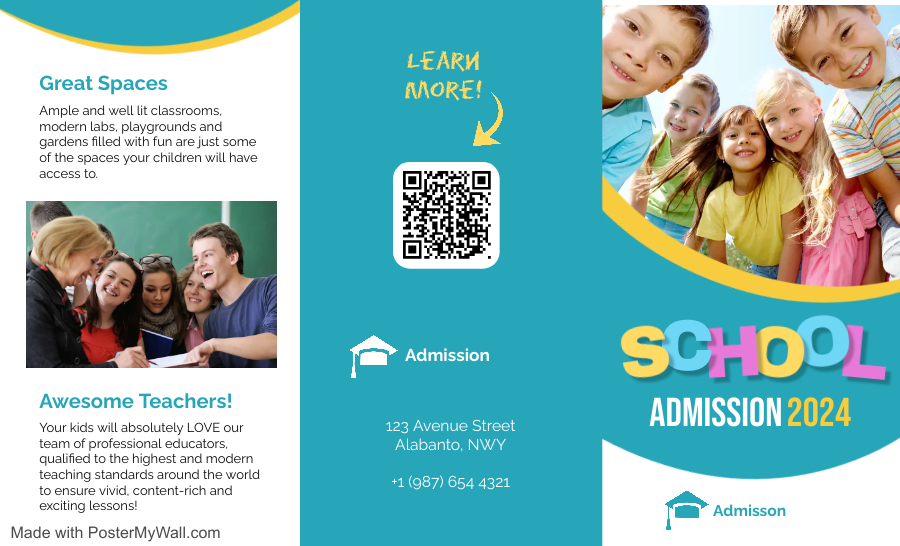 Great Spaces
Ample and well lit classrooms,
modern labs, playgrounds and
gardens filled with fun are just some
of the spaces your children will have
access to.
Awesome Teachers!
Your kids will absolutely LOVE our
team of professional educators,
qualified to the highest and modern
teaching standards around the world
to ensure vivid, content-rich and
exciting lessons!
Made with PosterMyWall.com
LEARN
MORE!
Admission
123 Avenue Street
Alabanto, NWY
+1 (987) 654 4321
SCHOOL
ADMISSION 2024
Admisson